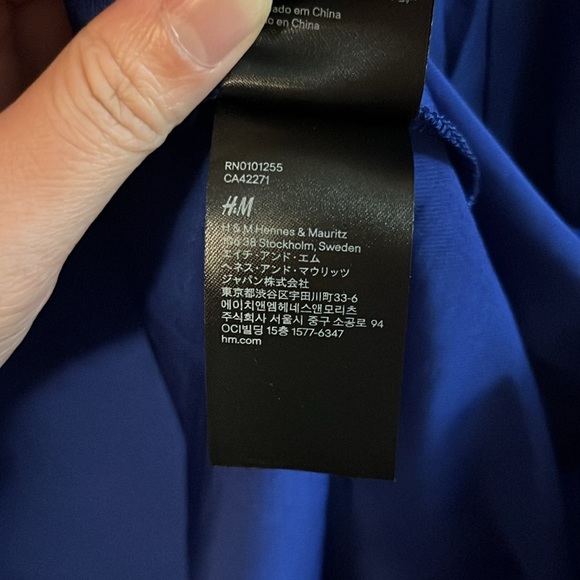 em China
en China
RN0101255
CA42271
H&M
H & M Hennes & Mauritz
106 38 Stockholm, Sweden
エイチ・アンド・エム
ヘネス・アンド・マウリッツ
ジャパン株式会社
東京都渋谷区宇田川町33-6
에이치앤엠헤네스앤모리츠
주식회사 서울시 중구 소공로 94
OCI빌딩 15층 1577-6347
hm.com